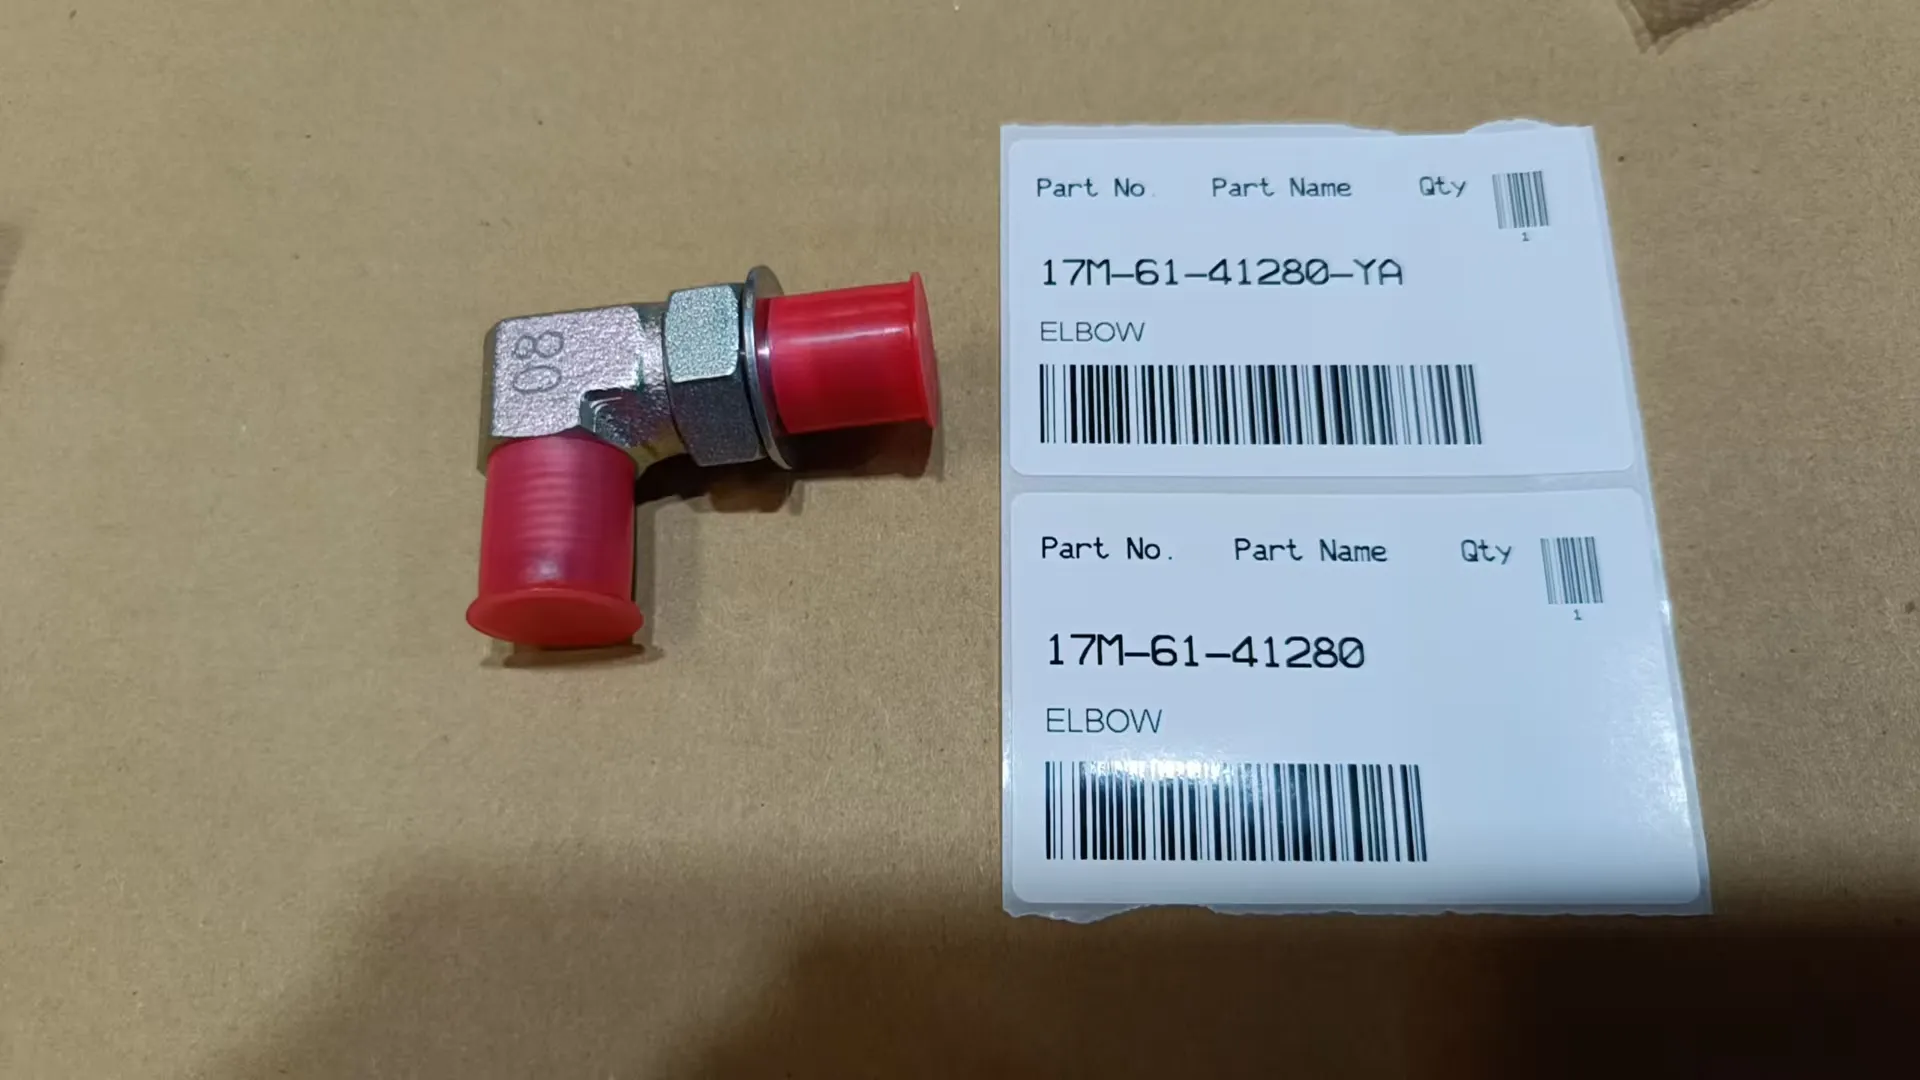 08
Part No. Part Name Qty
1
17M-61-41280-YA
ELBOW
Part No. Part Name Qty
1
17M-61-41280
ELBOW